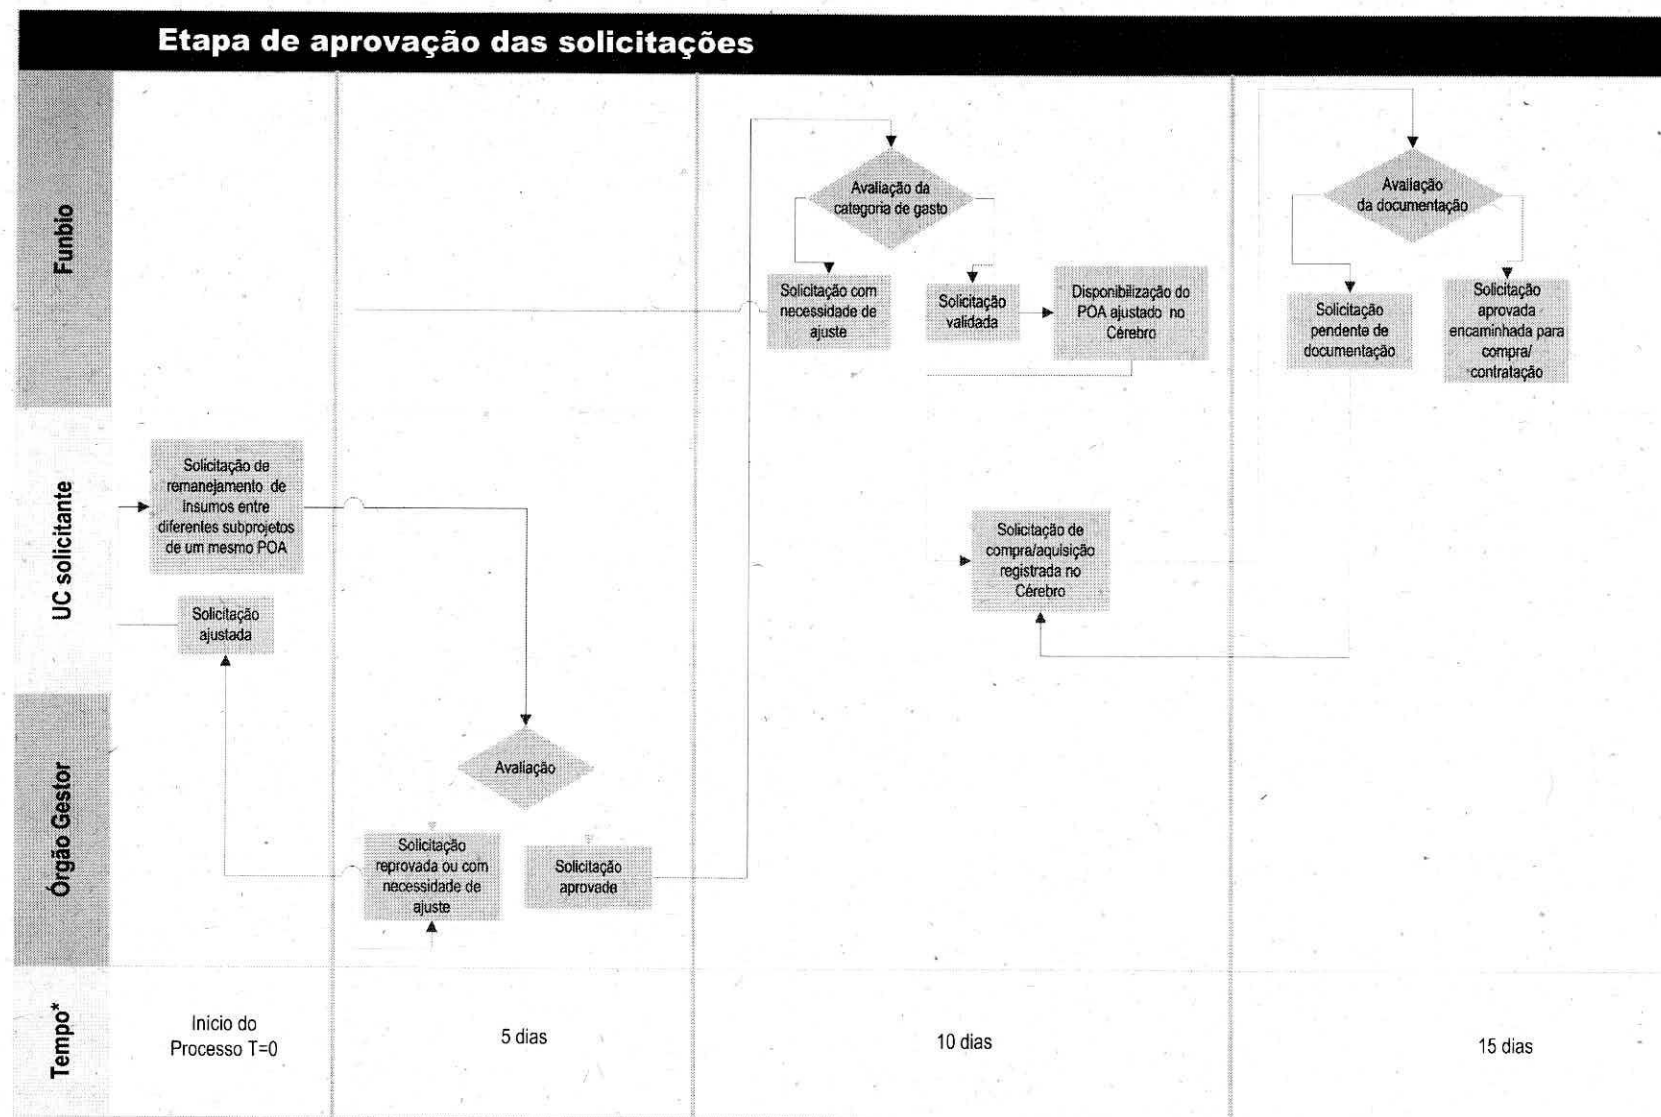 Etapa de aprovação das solicitações
Funbio
Avaliação da
categoria de gasto
Solicitação com
necessidade de
ajuste
Solicitação
validada
Disponibilização do
POA ajustado no
Cérebro
Avaliação
da documentação
Solicitação
pendente de
documentação
Solicitação
aprovada
encaminhada para
compra/
contratação
UC solicitante
Solicitação de
remanejamento de
insumos entre
diferentes subprojetos
de um mesmo POA
Solicitação
ajustada
Solicitação de
compra/aquisição
registrada no
Cérebro
Órgão Gestor
Avaliação
Solicitação
reprovada ou com
necessidade de
ajuste
Solicitação
aprovada
Tempo*
Início do
Processo T=0
5 dias
10 dias
15 dias